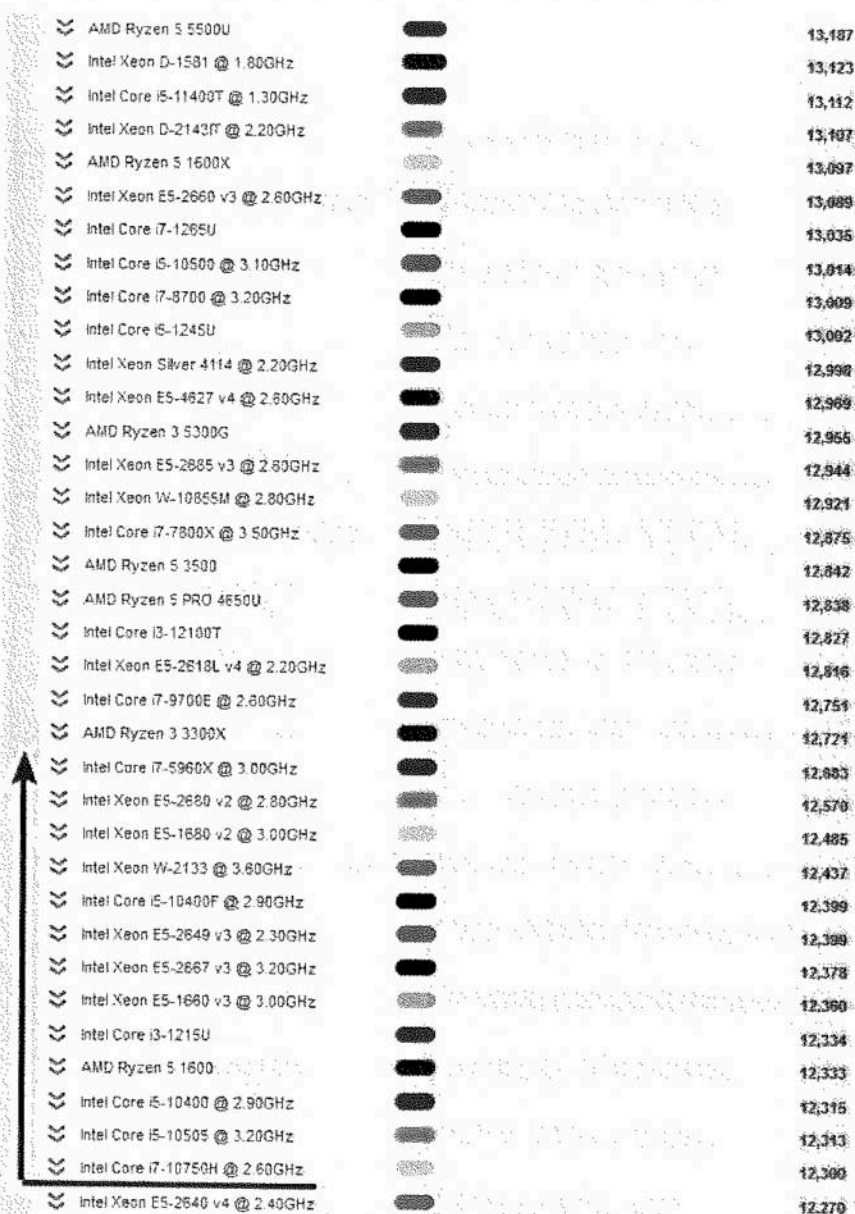 AMD Ryzen 5 5500U 13,187
Intel Xeon D-1581 @ 1.80GHz 13,123
Intel Core i5-11400T @ 1.30GHz 13,112
Intel Xeon D-2143IT @ 2.20GHz 13,107
AMD Ryzen 5 1600X 13,097
Intel Xeon E5-2660 v3 @ 2.60GHz 13,089
Intel Core i7-1265U 13,035
Intel Core i5-10500 @ 3.10GHz 13,014
Intel Core i7-8700 @ 3.20GHz 13,009
Intel Core i5-1245U 13,002
Intel Xeon Silver 4114 @ 2.20GHz 12,998
Intel Xeon E5-4627 v4 @ 2.60GHz 12,969
AMD Ryzen 3 5300G 12,955
Intel Xeon E5-2685 v3 @ 2.60GHz 12,944
Intel Xeon W-10855M @ 2.80GHz 12,921
Intel Core i7-7800X @ 3.50GHz 12,875
AMD Ryzen 5 3500 12,842
AMD Ryzen 5 PRO 4650U 12,838
Intel Core i3-12100T 12,827
Intel Xeon E5-2618L v4 @ 2.20GHz 12,816
Intel Core i7-9700E @ 2.60GHz 12,751
AMD Ryzen 3 3300X 12,721
Intel Core i7-5960X @ 3.00GHz 12,683
Intel Xeon E5-2680 v2 @ 2.80GHz 12,570
Intel Xeon E5-1680 v2 @ 3.00GHz 12,485
Intel Xeon W-2133 @ 3.60GHz 12,437
Intel Core i5-10400F @ 2.90GHz 12,399
Intel Xeon E5-2649 v3 @ 2.30GHz 12,399
Intel Xeon E5-2667 v3 @ 3.20GHz 12,378
Intel Xeon E5-1660 v3 @ 3.00GHz 12,360
Intel Core i3-1215U 12,334
AMD Ryzen 5 1600 12,333
Intel Core i5-10400 @ 2.90GHz 12,315
Intel Core i5-10505 @ 3.20GHz 12,313
Intel Core i7-10750H @ 2.60GHz 12,300
Intel Xeon E5-2640 v4 @ 2.40GHz 12,270